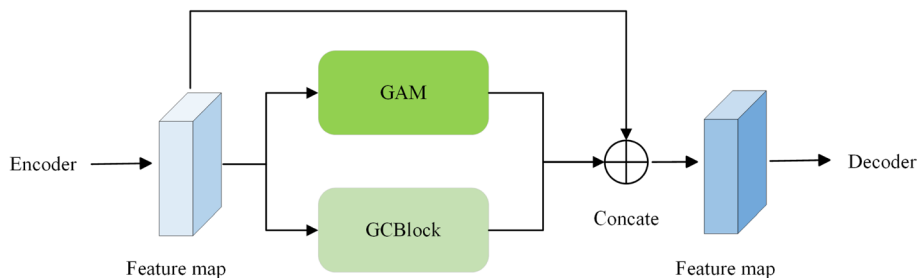 GAM
Encoder
Decoder
Concate
GCBlock
Feature map
Feature map